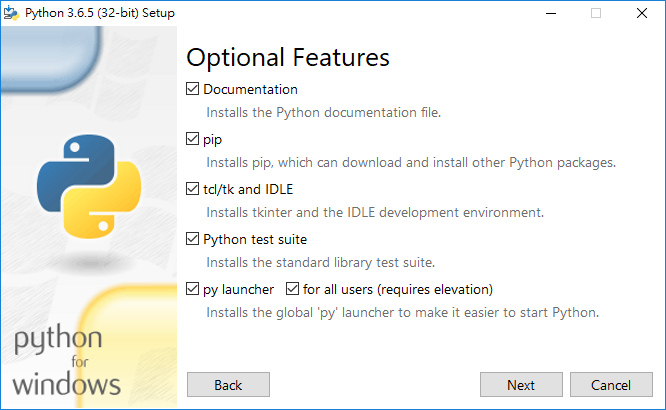 Python 3.6.5 (32-bit) Setup
Optional Features
Documentation
Installs the Python documentation file.
pip
Installs pip, which can download and install other Python packages.
tcl/tk and IDLE
Installs tkinter and the IDLE development environment.
Python test suite
Installs the standard library test suite.
py launcher for all users (requires elevation)
Installs the global 'py' launcher to make it easier to start Python.
python
for
windows
Back Next Cancel